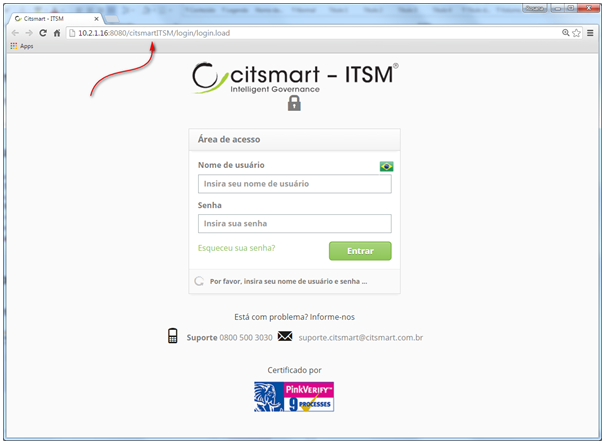 Citsmart - ITSM
10.2.1.16:8080/citsmartITSM/login/login.load
Apps
citsmart – ITSM®
Intelligent Governance
Área de acesso
Nome de usuário
Insira seu nome de usuário
Senha
Insira sua senha
Esqueceu sua senha?
Entrar
Por favor, insira seu nome de usuário e senha ...
Está com problema? Informe-nos
Suporte 0800 500 3030 suporte.citsmart@citsmart.com.br
Certificado por
PINKVERIFY™
9 PROCESSES